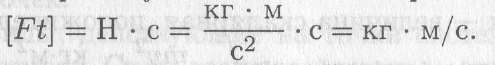 [Ft] = Н · с = кг · м/с² · с = кг · м/с.